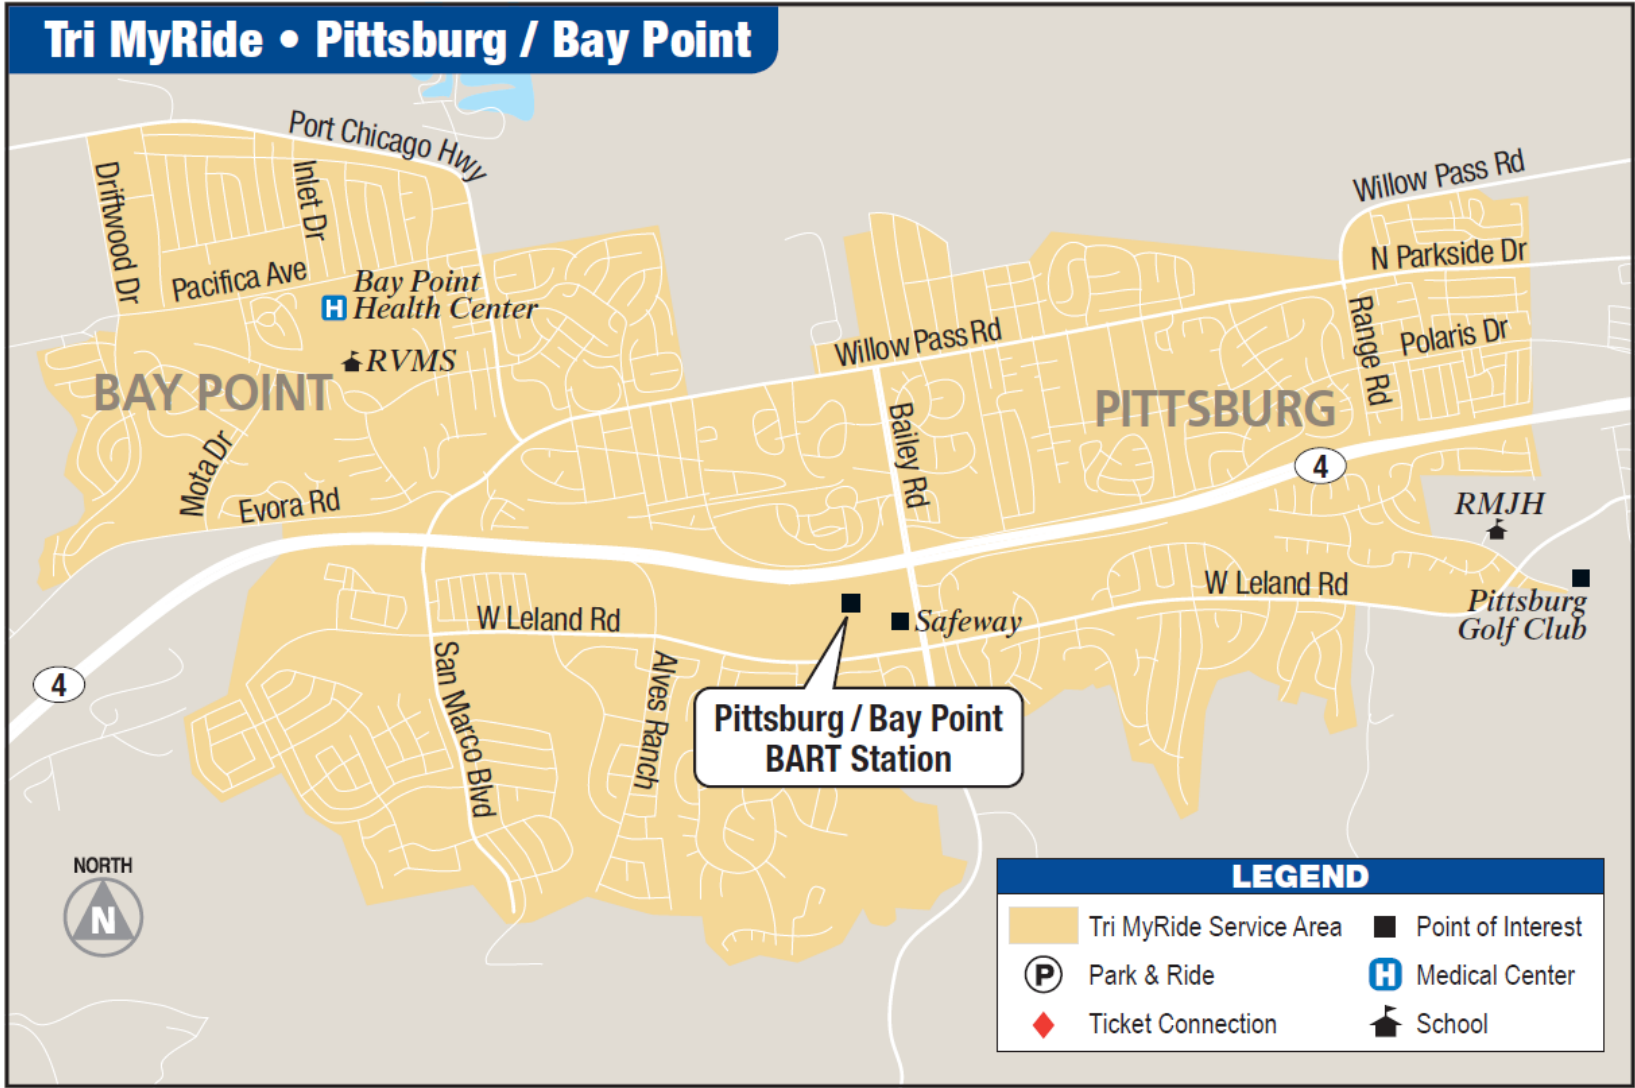 Tri MyRide • Pittsburg / Bay Point
Port Chicago Hwy
Driftwood Dr
Inlet Dr
Pacifica Ave
Bay Point
Health Center
H
RVMS
BAY POINT
Mota Dr
Evora Rd
Willow Pass Rd
N Parkside Dr
Range Rd
Polaris Dr
Willow Pass Rd
Bailey Rd
PITTSBURG
4
RMJH
W Leland Rd
Pittsburg
Golf Club
W Leland Rd
Safeway
4
San Marco Blvd
Alves Ranch
Pittsburg / Bay Point
BART Station
NORTH
N
LEGEND
Tri MyRide Service Area
Point of Interest
P Park & Ride
H Medical Center
Ticket Connection
School